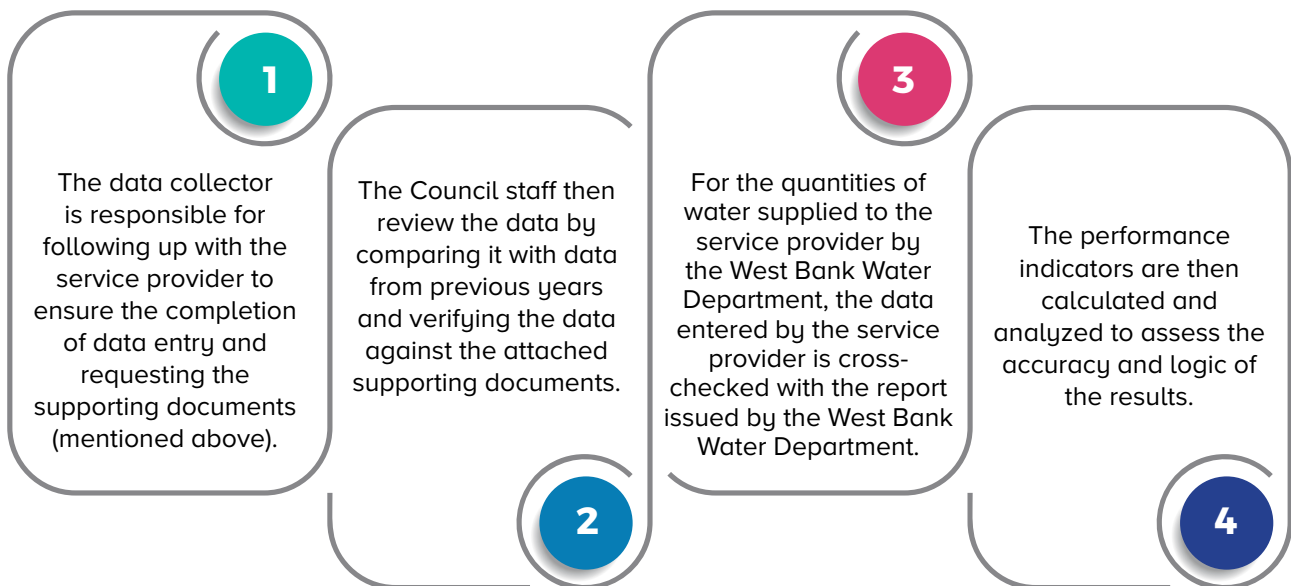 1
The data collector
is responsible for
following up with the
service provider to
ensure the completion
of data entry and
requesting the
supporting documents
(mentioned above).
The Council staff then
review the data by
comparing it with data
from previous years
and verifying the data
against the attached
supporting documents.
2
3
For the quantities of
water supplied to the
service provider by
the West Bank Water
Department, the data
entered by the service
provider is cross-
checked with the report
issued by the West Bank
Water Department.
The performance
indicators are then
calculated and
analyzed to assess the
accuracy and logic of
the results.
4